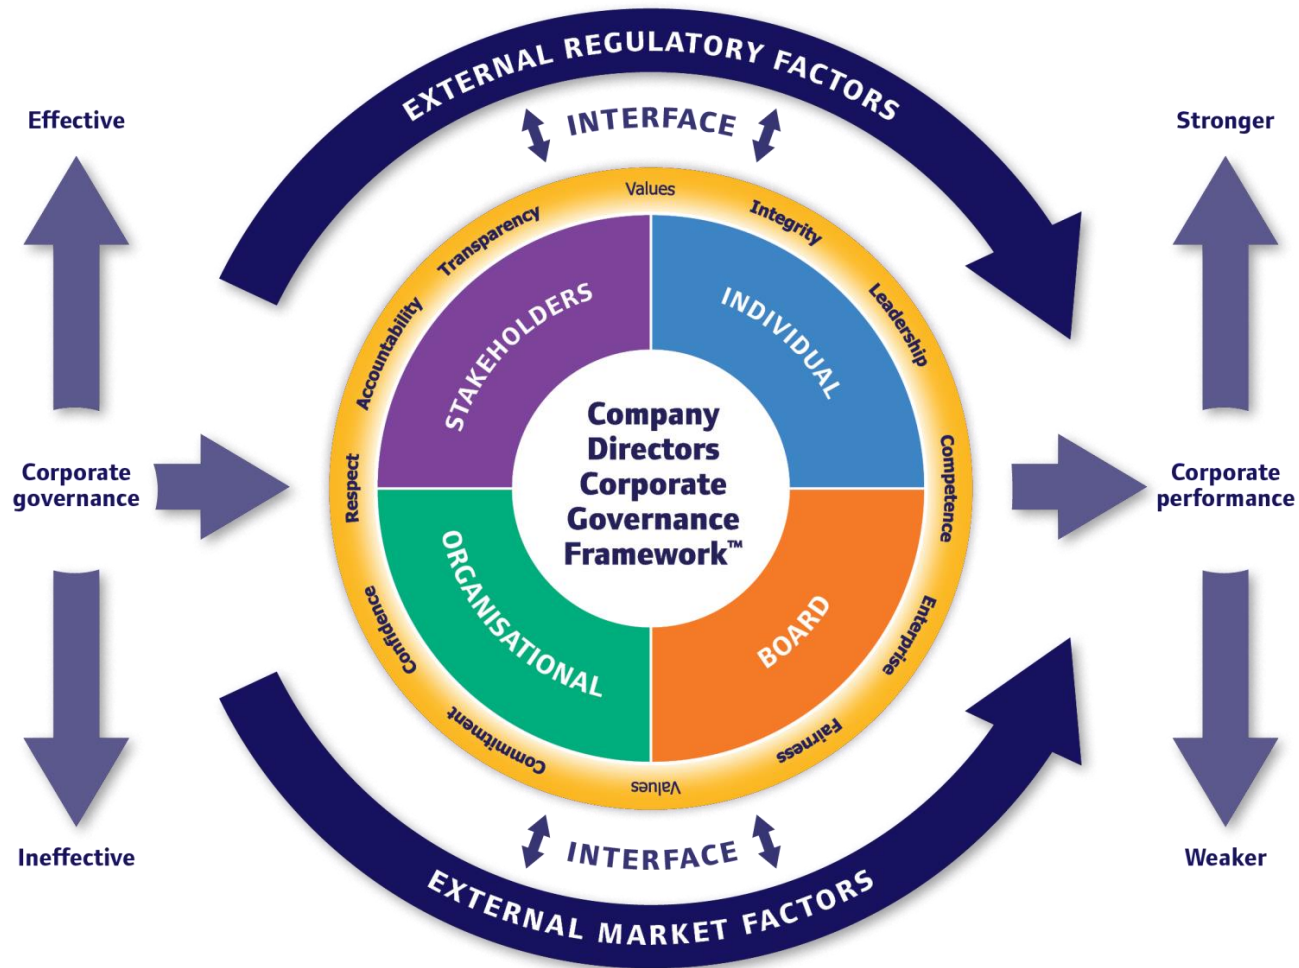 EXTERNAL REGULATORY FACTORS
INTERFACE
Effective
Stronger
Values
Integrity
Leadership
Competence
Enterprise
Fairness
Values
Commitment
Confidence
Respect
Accountability
Transparency
STAKEHOLDERS
INDIVIDUAL
Company
Directors
Corporate
Governance
Framework™
Corporate
governance
Corporate
performance
ORGANISATIONAL
BOARD
Ineffective
Weaker
INTERFACE
EXTERNAL MARKET FACTORS